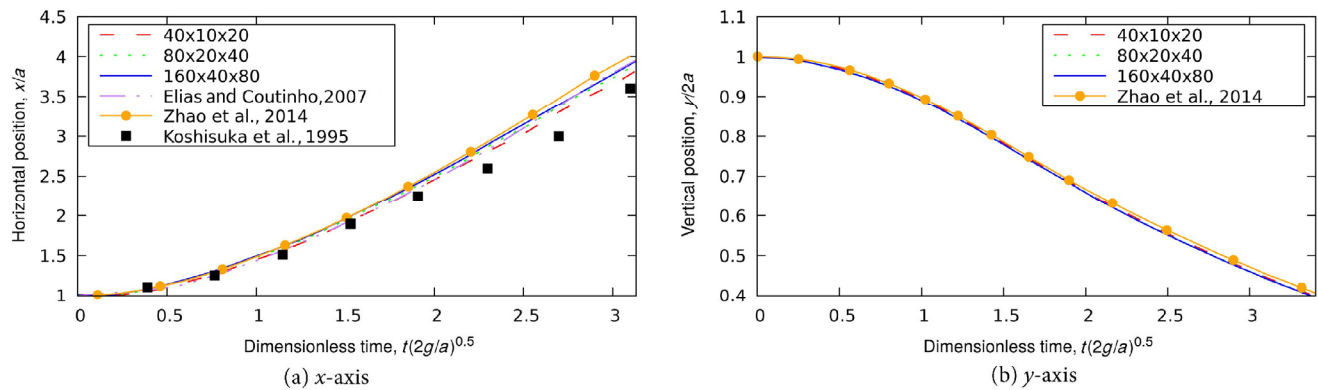 4.5
4
3.5
3
2.5
2
1.5
1
Horizontal position, x/a
40x10x20
80x20x40
160x40x80
Elias and Coutinho,2007
Zhao et al., 2014
Koshisuka et al., 1995
0 0.5 1 1.5 2 2.5 3
Dimensionless time, t(2g/a)^0.5
(a) x-axis
1.1
1
0.9
0.8
0.7
0.6
0.5
0.4
Vertical position, y/2a
40x10x20
80x20x40
160x40x80
Zhao et al., 2014
0 0.5 1 1.5 2 2.5 3
Dimensionless time, t(2g/a)^0.5
(b) y-axis